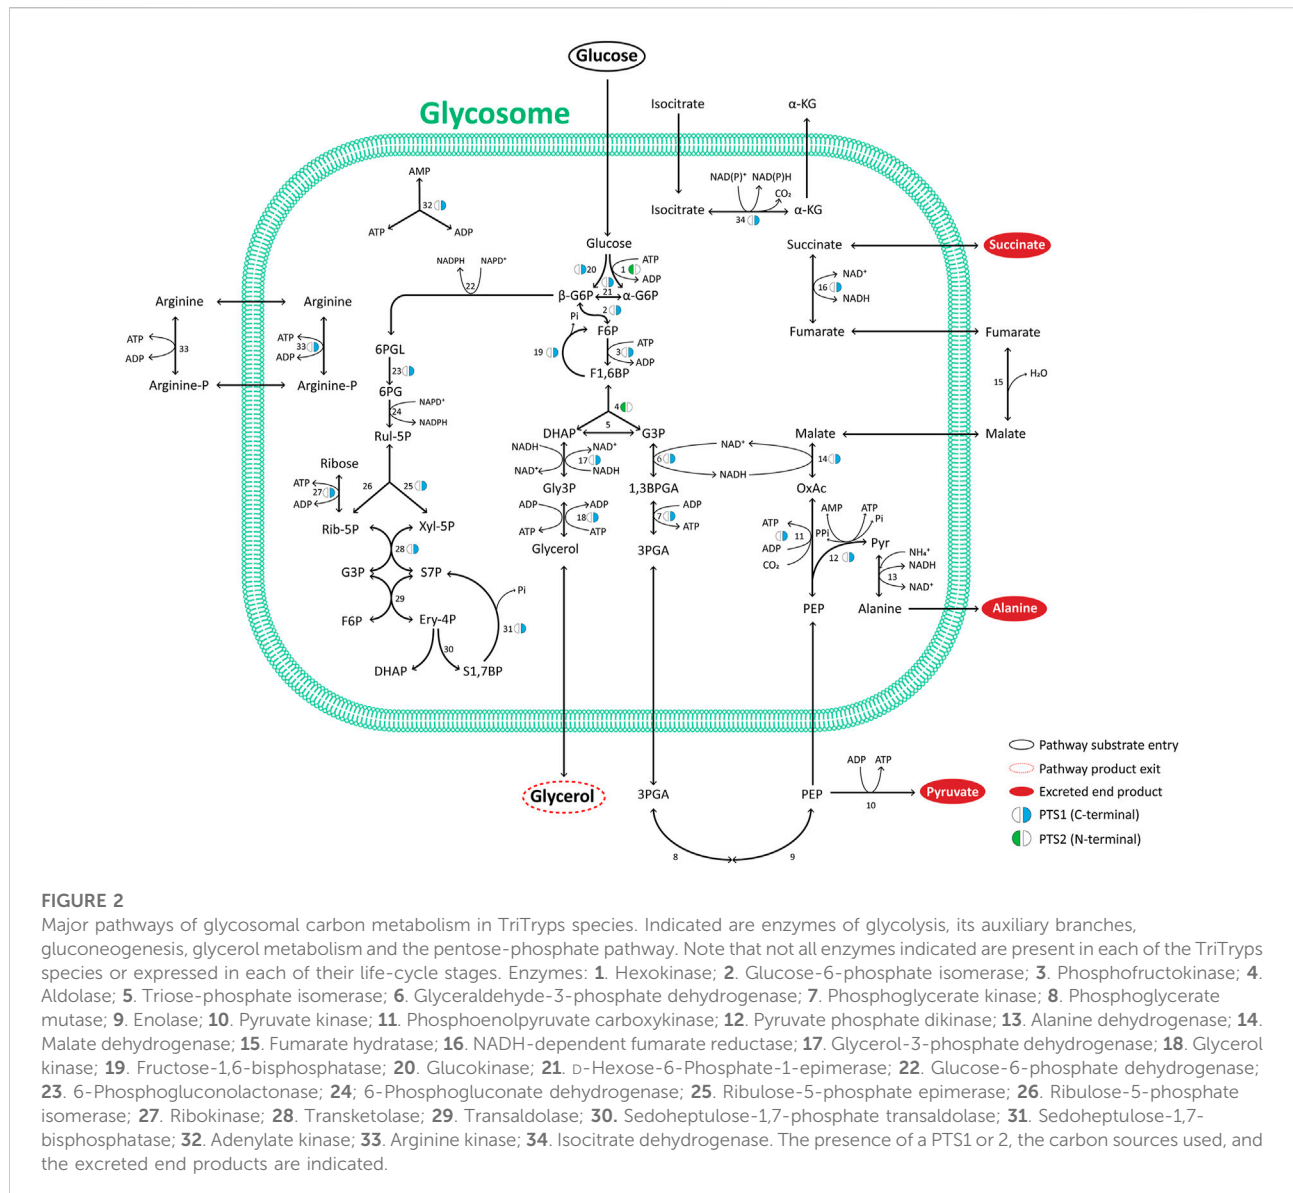 Glucose
Glycosome
Isocitrate
α-KG
AMP
32
ATP
ADP
NAD(P)⁺
NAD(P)H
CO₂
Isocitrate
34
α-KG
Glucose
Succinate
Succinate
20
1
ATP
ADP
NADPH
NAPD⁺
22
21
β-G6P
α-G6P
16
NAD⁺
NADH
Arginine
Arginine
2
Pi
F6P
Fumarate
Fumarate
ATP
ADP
33
ATP
ADP
33
6PGL
19
3
ATP
ADP
F1,6BP
15
H₂O
Arginine-P
Arginine-P
23
6PG
24
NAPD⁺
NADPH
4
5
Rul-5P
DHAP
G3P
Malate
Malate
NADH
NAD⁺
17
NAD⁺
NADH
6
NAD⁺
NADH
14
Ribose
ATP
ADP
27
26
25
Gly3P
1,3BPGA
OxAc
Rib-5P
Xyl-5P
ADP
ATP
18
ADP
ATP
7
ADP
ATP
ATP
11
ADP
CO₂
AMP
ATP
PPi
Pi
12
Pyr
28
Glycerol
3PGA
NH₄⁺
NADH
NAD⁺
13
G3P
S7P
29
Pi
F6P
Ery-4P
31
PEP
Alanine
Alanine
30
DHAP
S1,7BP
Glycerol
3PGA
PEP
ADP
ATP
10
Pyruvate
8
9
Pathway substrate entry
Pathway product exit
Excreted end product
PTS1 (C-terminal)
PTS2 (N-terminal)
FIGURE 2
Major pathways of glycosomal carbon metabolism in TriTryps species. Indicated are enzymes of glycolysis, its auxiliary branches,
gluconeogenesis, glycerol metabolism and the pentose-phosphate pathway. Note that not all enzymes indicated are present in each of the TriTryps
species or expressed in each of their life-cycle stages. Enzymes: 1. Hexokinase; 2. Glucose-6-phosphate isomerase; 3. Phosphofructokinase; 4.
Aldolase; 5. Triose-phosphate isomerase; 6. Glyceraldehyde-3-phosphate dehydrogenase; 7. Phosphoglycerate kinase; 8. Phosphoglycerate
mutase; 9. Enolase; 10. Pyruvate kinase; 11. Phosphoenolpyruvate carboxykinase; 12. Pyruvate phosphate dikinase; 13. Alanine dehydrogenase; 14.
Malate dehydrogenase; 15. Fumarate hydratase; 16. NADH-dependent fumarate reductase; 17. Glycerol-3-phosphate dehydrogenase; 18. Glycerol
kinase; 19. Fructose-1,6-bisphosphatase; 20. Glucokinase; 21. D-Hexose-6-Phosphate-1-epimerase; 22. Glucose-6-phosphate dehydrogenase;
23. 6-Phosphogluconolactonase; 24; 6-Phosphogluconate dehydrogenase; 25. Ribulose-5-phosphate epimerase; 26. Ribulose-5-phosphate
isomerase; 27. Ribokinase; 28. Transketolase; 29. Transaldolase; 30. Sedoheptulose-1,7-phosphate transaldolase; 31. Sedoheptulose-1,7-
bisphosphatase; 32. Adenylate kinase; 33. Arginine kinase; 34. Isocitrate dehydrogenase. The presence of a PTS1 or 2, the carbon sources used, and
the excreted end products are indicated.